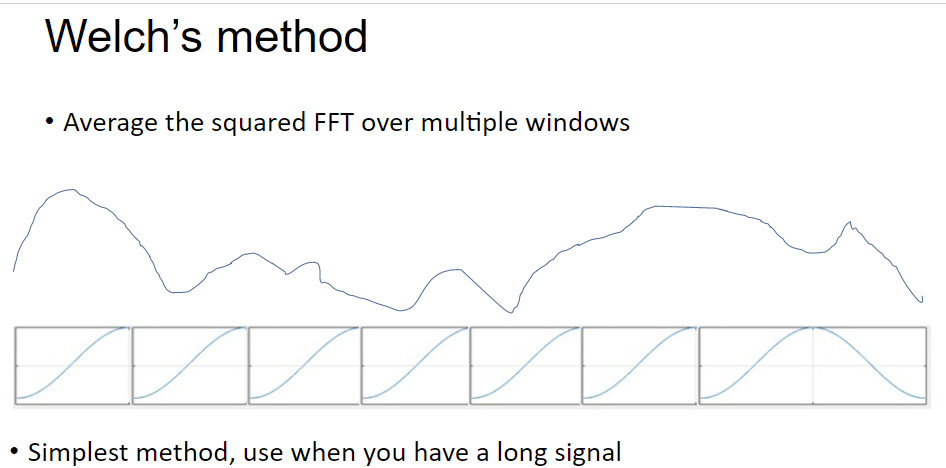 Welch’s method
• Average the squared FFT over multiple windows
• Simplest method, use when you have a long signal